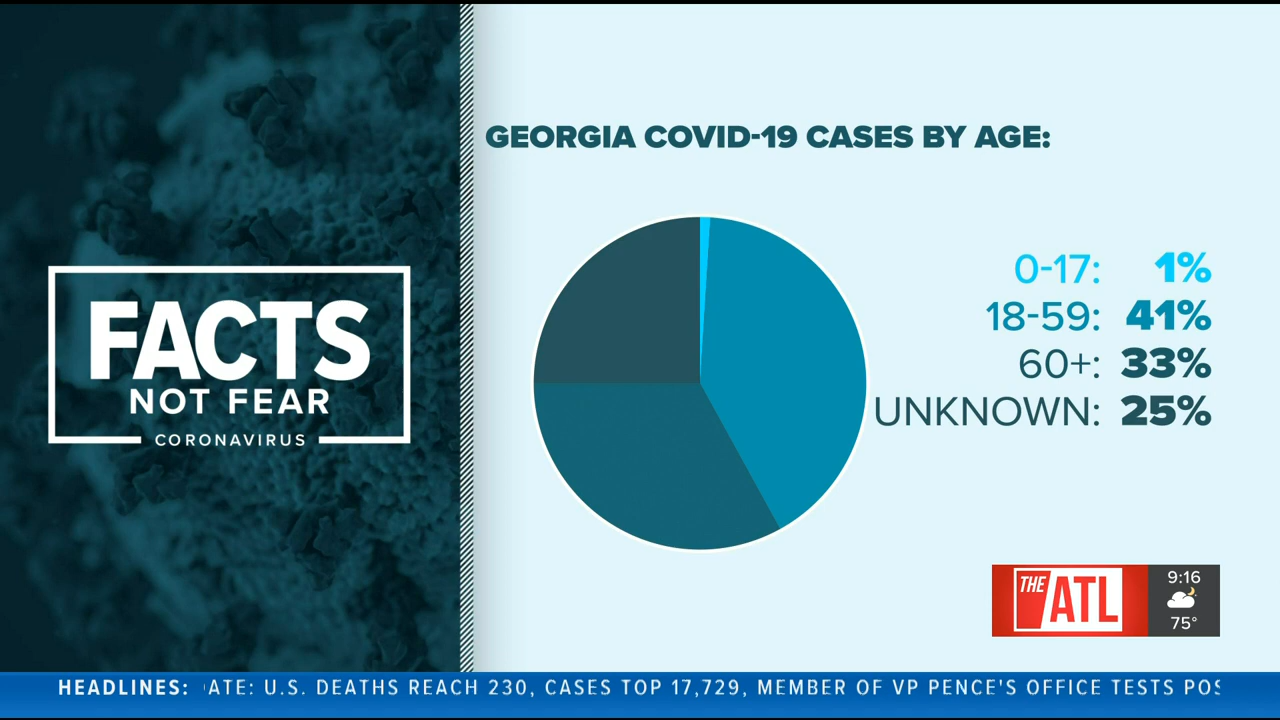 FACTS
NOT FEAR
CORONAVIRUS
GEORGIA COVID-19 CASES BY AGE:
0-17: 1%
18-59: 41%
60+: 33%
UNKNOWN: 25%
THE ATL
9:16
75°
HEADLINES: ATE: U.S. DEATHS REACH 230, CASES TOP 17,729, MEMBER OF VP PENCE'S OFFICE TESTS POS